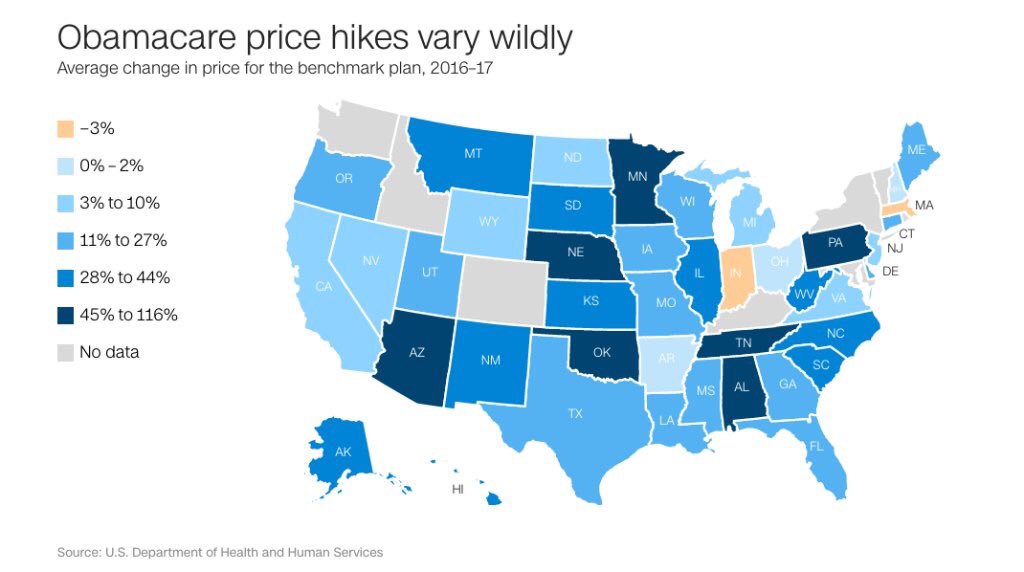 Obamacare price hikes vary wildly
Average change in price for the benchmark plan, 2016–17
–3%
0% – 2%
3% to 10%
11% to 27%
28% to 44%
45% to 116%
No data
MT
ND
MN
ME
OR
SD
WI
MI
MA
WY
CT
NJ
NE
IA
PA
NV
UT
IL
IN
OH
DE
CA
KS
MO
WV
VA
AZ
NM
OK
AR
TN
NC
SC
MS
AL
GA
TX
LA
FL
AK
HI
Source: U.S. Department of Health and Human Services